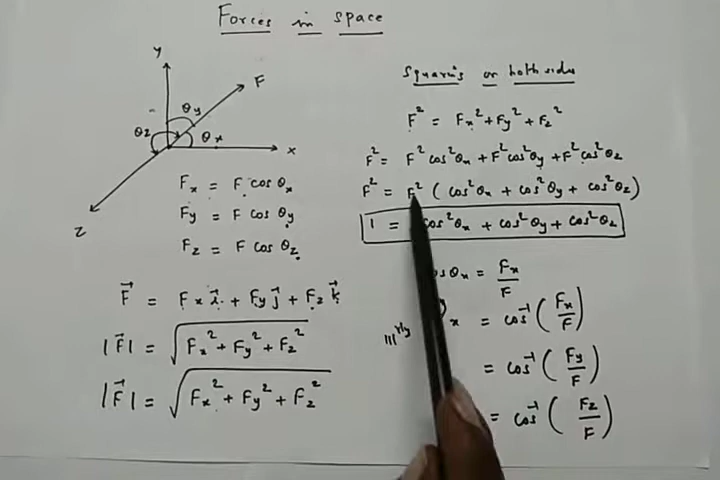 Forces in space
y
F
θy
θz
θx
x
z
Fx = F cos θx
Fy = F cos θy
Fz = F cos θz
F⃗ = Fx i⃗ + Fy j⃗ + Fz k⃗
|F⃗| = √(Fx² + Fy² + Fz²)
|F⃗| = √(Fx² + Fy² + Fz²)
Squaring on both sides
F² = Fx² + Fy² + Fz²
F² = F² cos²θx + F² cos²θy + F² cos²θz
F² = F² ( cos²θx + cos²θy + cos²θz )
1 = cos²θx + cos²θy + cos²θz
cosθx = Fx/F
x = cos⁻¹ ( Fx/F )
|||rly
= cos⁻¹ ( Fy/F )
= cos⁻¹ ( Fz/F )